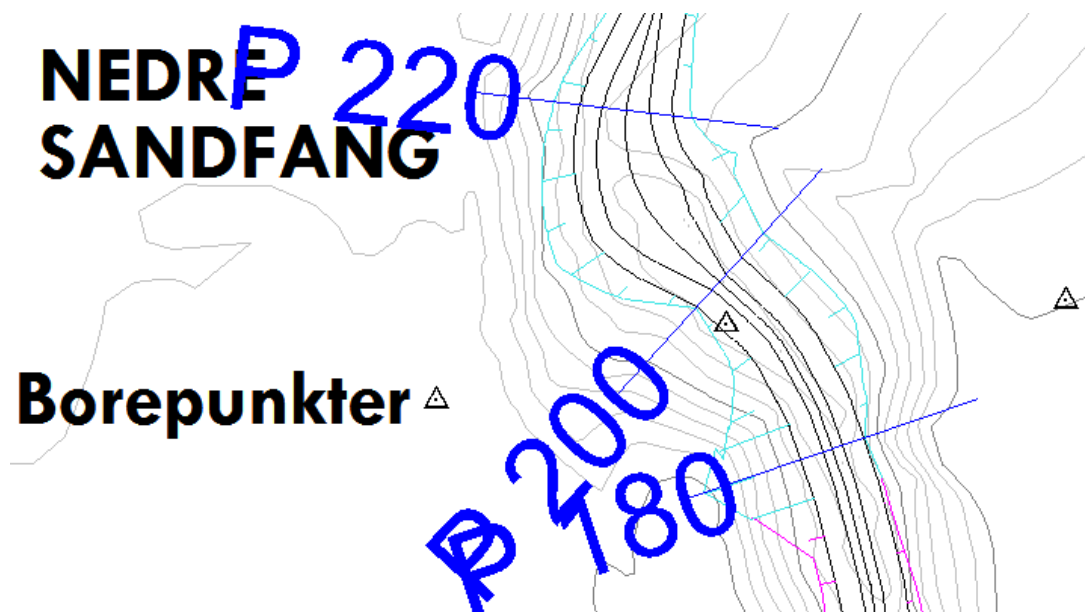 NEDRE
P 220
SANDFANG
Borepunkter
P 200
P 180